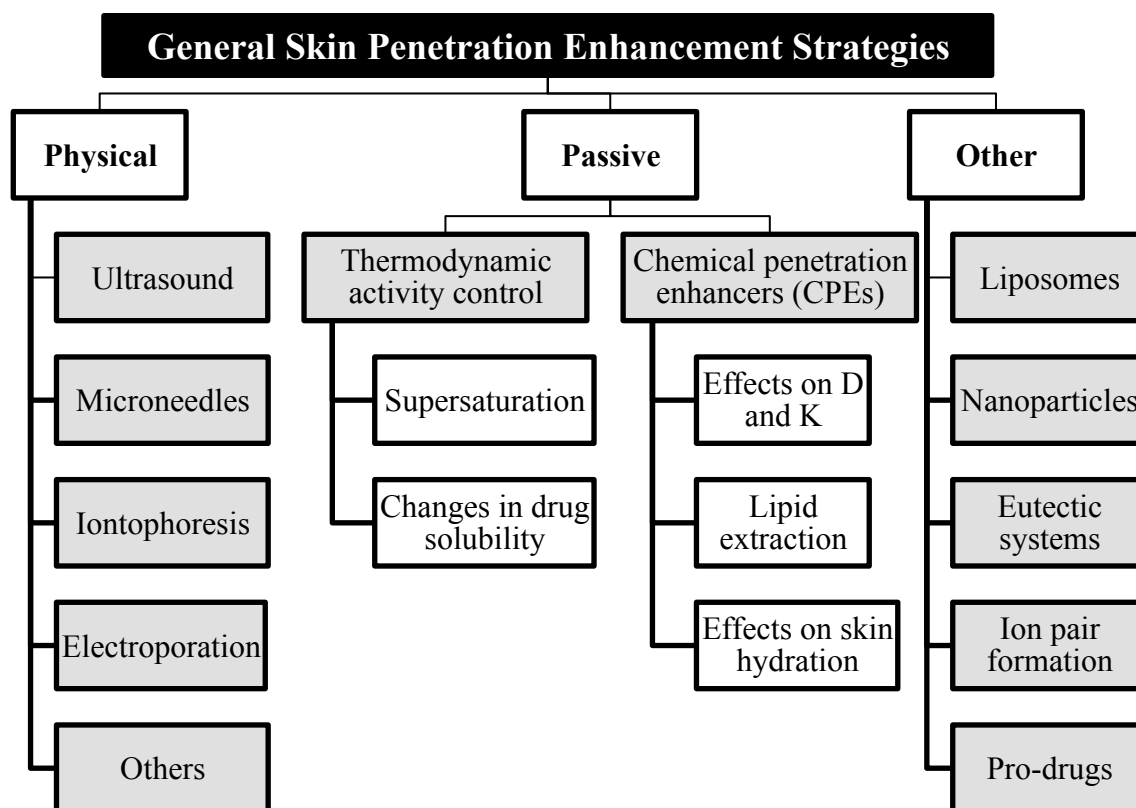 General Skin Penetration Enhancement Strategies
Physical
Passive
Other
Ultrasound
Microneedles
Iontophoresis
Electroporation
Others
Thermodynamic
activity control
Supersaturation
Changes in drug
solubility
Chemical penetration
enhancers (CPEs)
Effects on D
and K
Lipid
extraction
Effects on skin
hydration
Liposomes
Nanoparticles
Eutectic
systems
Ion pair
formation
Pro-drugs